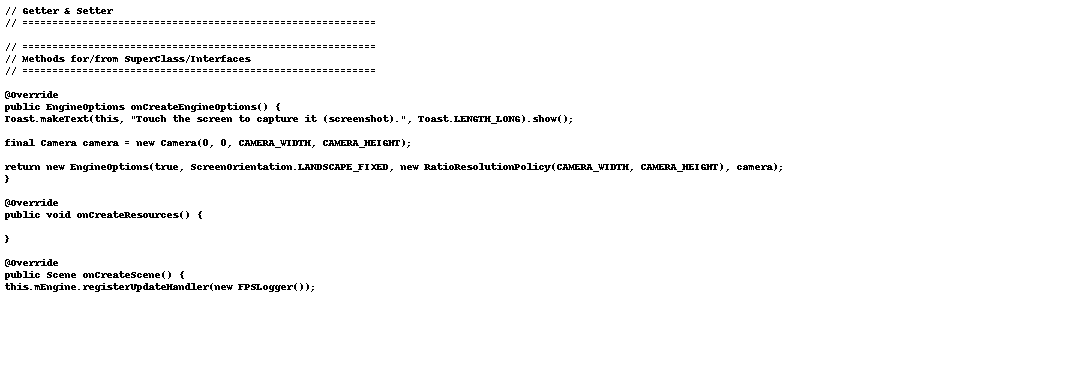 // Getter & Setter
// ===========================================================
// ===========================================================
// Methods for/from SuperClass/Interfaces
// ===========================================================
@Override
public EngineOptions onCreateEngineOptions() {
Toast.makeText(this, "Touch the screen to capture it (screenshot).", Toast.LENGTH_LONG).show();
final Camera camera = new Camera(0, 0, CAMERA_WIDTH, CAMERA_HEIGHT);
return new EngineOptions(true, ScreenOrientation.LANDSCAPE_FIXED, new RatioResolutionPolicy(CAMERA_WIDTH, CAMERA_HEIGHT), camera);
}
@Override
public void onCreateResources() {
}
@Override
public Scene onCreateScene() {
this.mEngine.registerUpdateHandler(new FPSLogger());